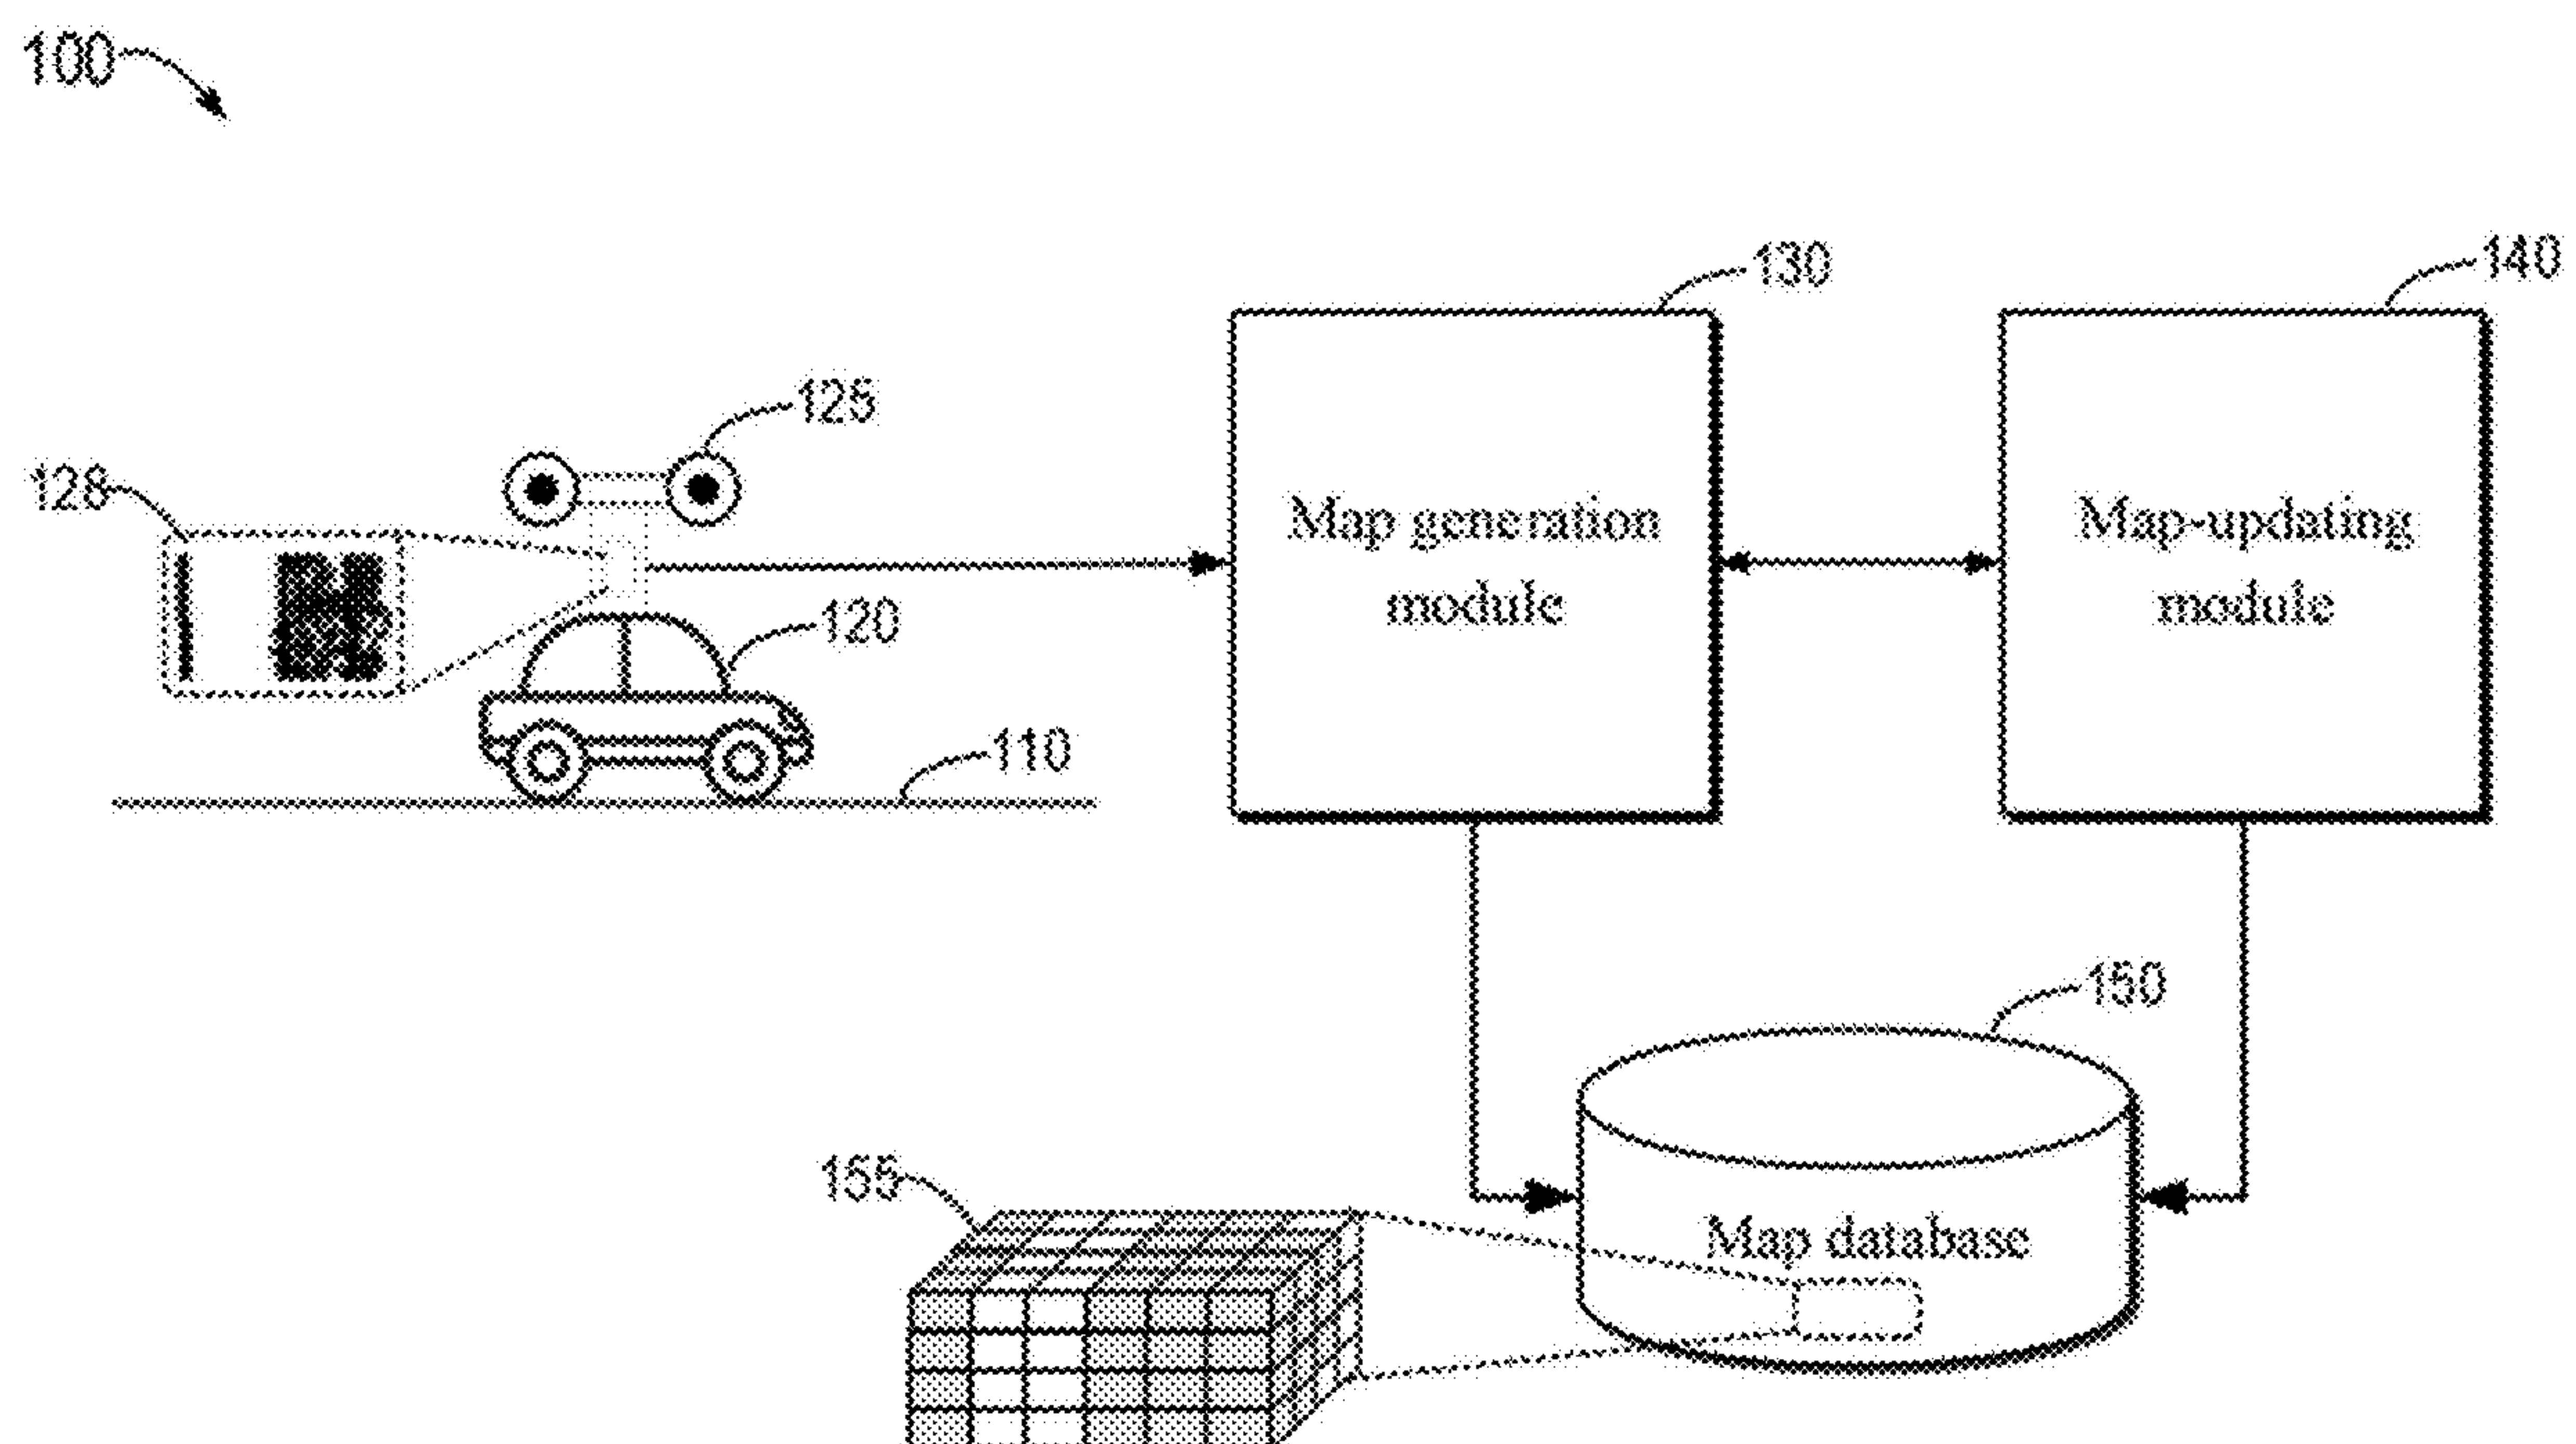 100
130
140
125
128
Map generation
module
Map-updating
module
120
110
150
155
Map database